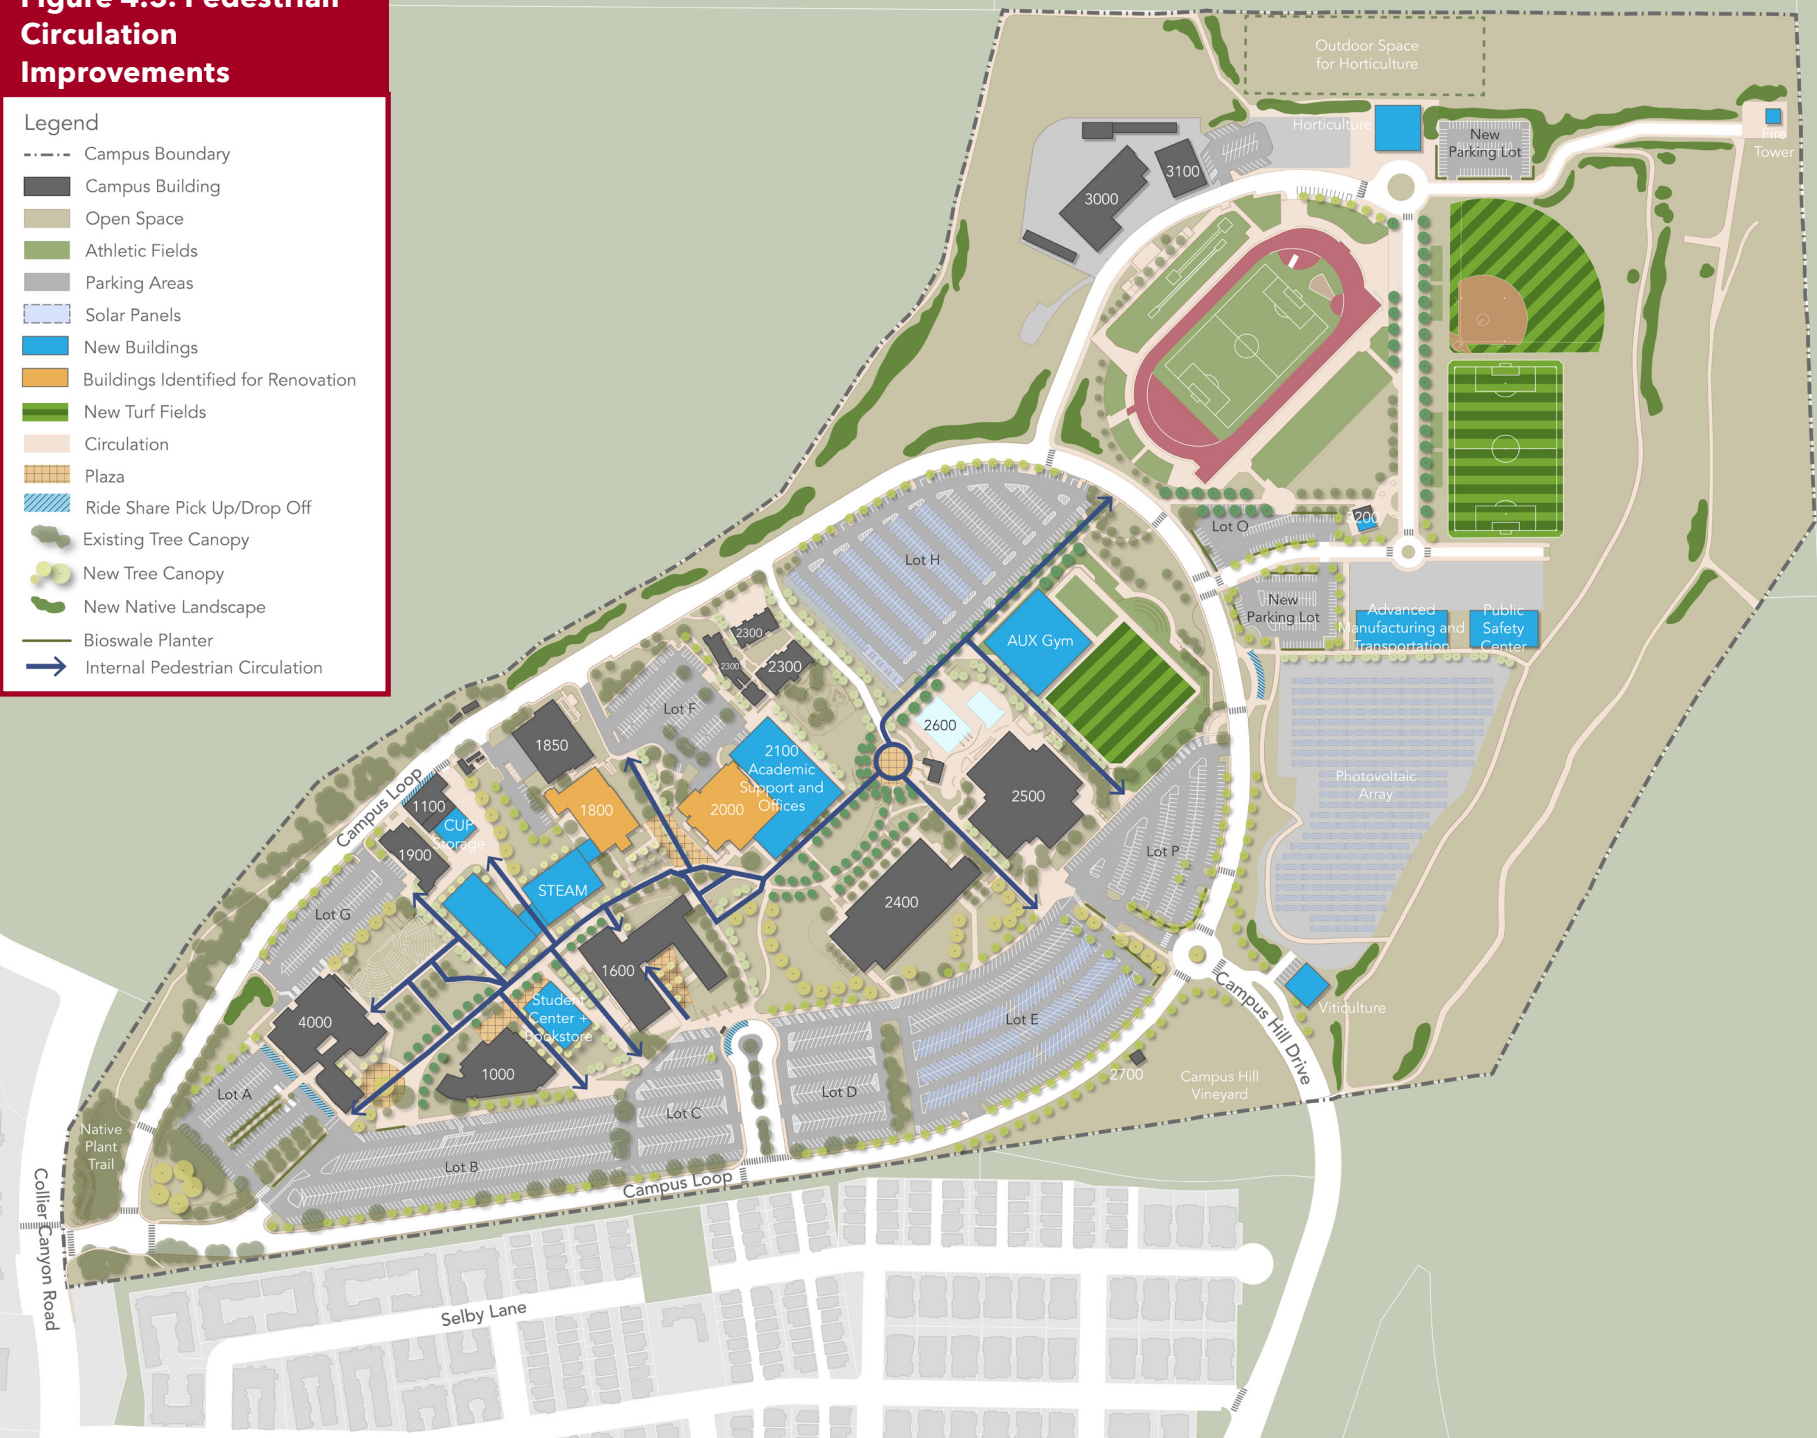 Figure 4.5: Pedestrian
Circulation
Improvements
Legend
Campus Boundary
Campus Building
Open Space
Athletic Fields
Parking Areas
Solar Panels
New Buildings
Buildings Identified for Renovation
New Turf Fields
Circulation
Plaza
Ride Share Pick Up/Drop Off
Existing Tree Canopy
New Tree Canopy
New Native Landscape
Bioswale Planter
Internal Pedestrian Circulation
Outdoor Space
for Horticulture
Horticulture
New
Parking Lot
Fire
Tower
3100
3000
Lot O
3200
Lot H
New
Parking Lot
Advanced
Manufacturing and
Transportation
Public
Safety
Center
AUX Gym
2300
2300
2300
Lot F
2600
1850
2100
Academic
Support and
Offices
Photovoltaic
Array
2500
1800
2000
1100
CUP
Storage
Campus Loop
1900
Lot P
STEAM
2400
Lot G
1600
Student
Center +
Bookstore
4000
Lot E
Campus Hill Drive
Viticulture
1000
2700
Campus Hill
Vineyard
Lot A
Lot D
Lot C
Native
Plant
Trail
Lot B
Campus Loop
Collier Canyon Road
Selby Lane